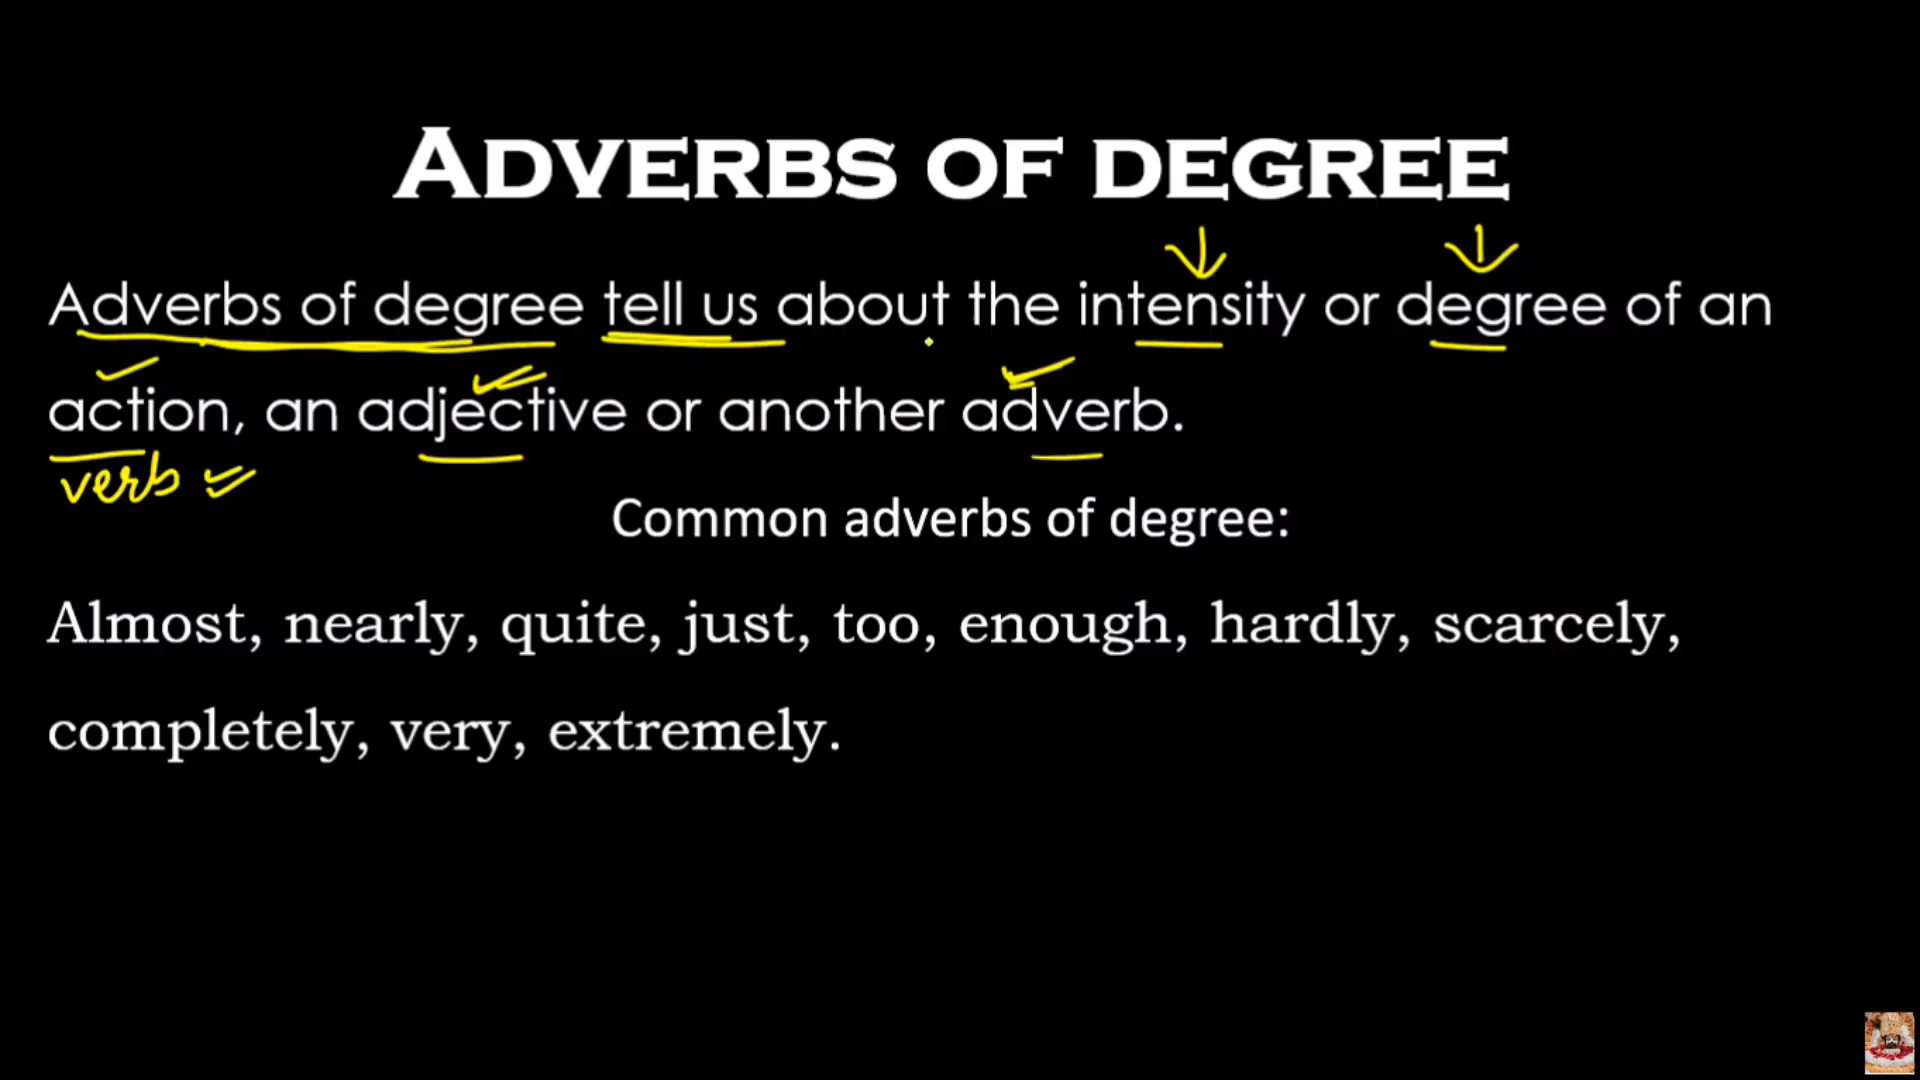 ADVERBS OF DEGREE
Adverbs of degree tell us about the intensity or degree of an
action, an adjective or another adverb.
verb
Common adverbs of degree:
Almost, nearly, quite, just, too, enough, hardly, scarcely,
completely, very, extremely.